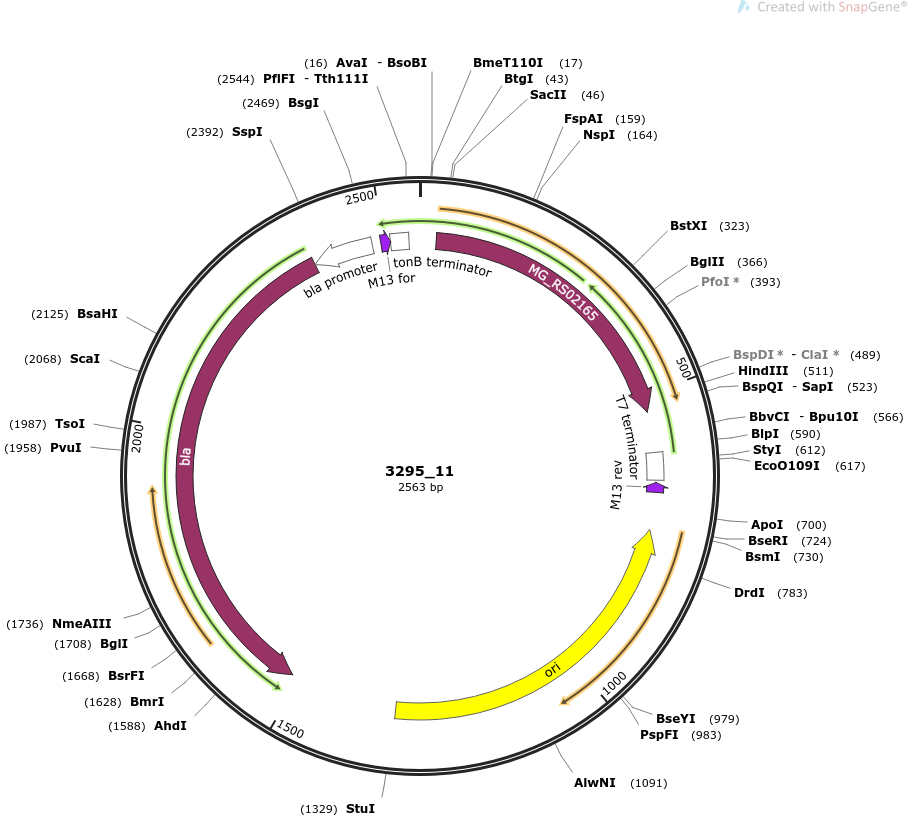 Created with SnapGene®
(16) AvaI - BsoBI
BmeT110I (17)
(2544) PflFI - Tth111I
BtgI (43)
(2469) BsgI
SacII (46)
(2392) SspI
FspAI (159)
NspI (164)
2500
BstXI (323)
BglII (366)
PfoI * (393)
bla promoter
M13 for
tonB terminator
MG_RS02165
(2125) BsaHI
(2068) ScaI
BspDI * - ClaI * (489)
HindIII (511)
BspQI - SapI (523)
500
(1987) TsoI
(1958) PvuI
2000
BbvCI - Bpu10I (566)
BlpI (590)
StyI (612)
EcoO109I (617)
T7 terminator
M13 rev
bla
3295_11
2563 bp
ApoI (700)
BseRI (724)
BsmI (730)
DrdI (783)
(1736) NmeAIII
(1708) BglI
(1668) BsrFI
(1628) BmrI
(1588) AhdI
ori
1000
1500
BseYI (979)
PspFI (983)
AlwNI (1091)
(1329) StuI